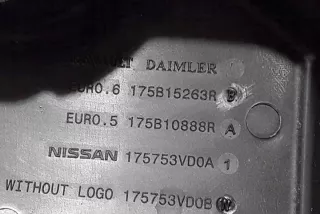 DAIMLER
EURO.6 175B15263R B
EURO.5 175B10888R A
NISSAN 175753VD0A 1
WITHOUT LOGO 175753VD0B